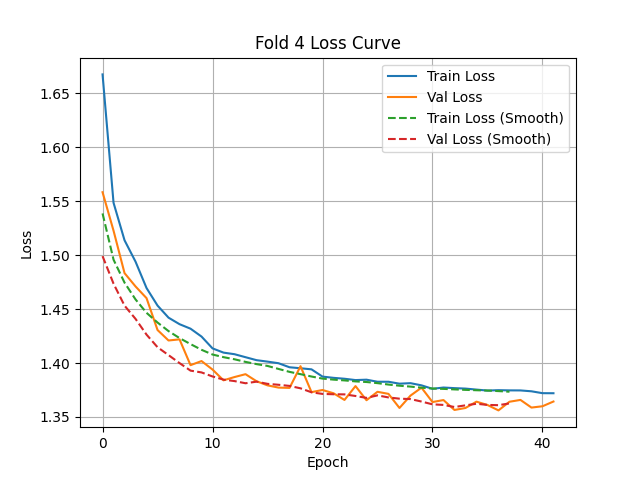 Fold 4 Loss Curve
Train Loss
Val Loss
Train Loss (Smooth)
Val Loss (Smooth)
1.65
1.60
1.55
1.50
1.45
1.40
1.35
Loss
0 10 20 30 40
Epoch